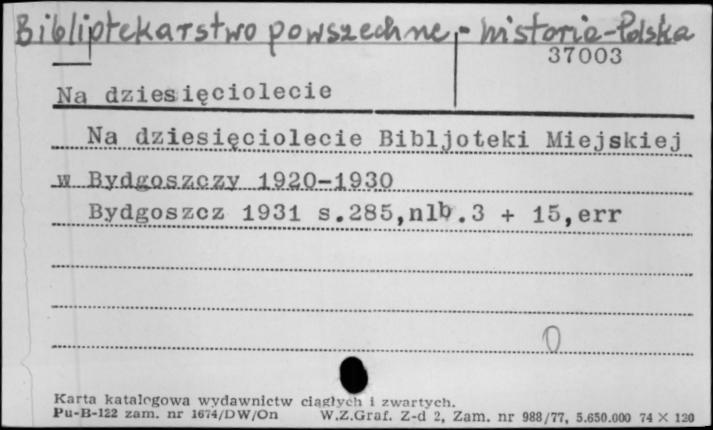 Bibliotekarstwo powszechne - historia - Polska
37003
Na dziesięciolecie
Na dziesięciolecie Bibljoteki Miejskiej
w Bydgoszczy 1920-1930
Bydgoszcz 1931 s.285,nlb.3 + 15,err
0
Karta katalogowa wydawnictw ciągłych i zwartych.
Pu-B-122 zam. nr 1674/DW/On W.Z.Graf. Z-d 2, Zam. nr 988/77, 5.650.000 74 X 120